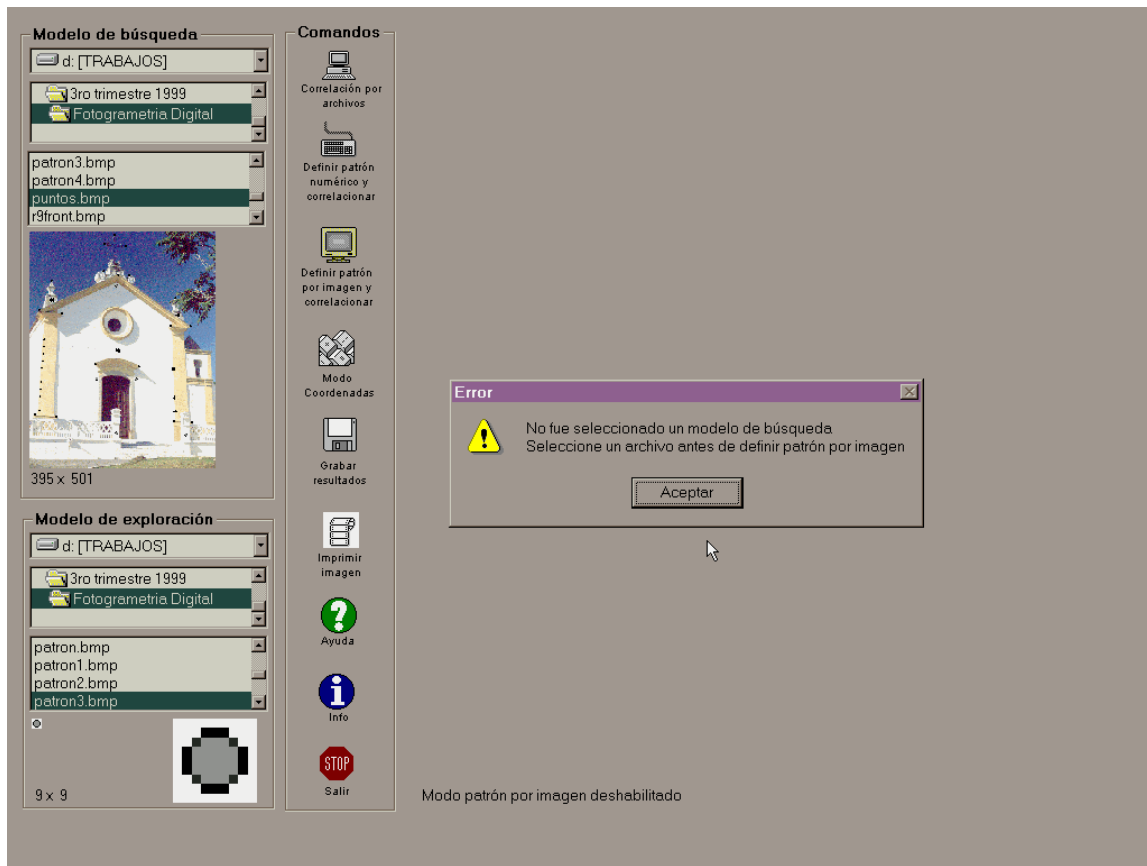 Modelo de búsqueda
d: [TRABAJOS]
3ro trimestre 1999
Fotogrametria Digital
patron3.bmp
patron4.bmp
puntos.bmp
r9front.bmp
395 x 501
Modelo de exploración
d: [TRABAJOS]
3ro trimestre 1999
Fotogrametria Digital
patron.bmp
patron1.bmp
patron2.bmp
patron3.bmp
9 x 9
Comandos
Correlación por
archivos
Definir patrón
numérico y
correlacionar
Definir patrón
por imagen y
correlacionar
Modo
Coordenadas
Grabar
resultados
Imprimir
imagen
Ayuda
Info
STOP
Salir
Error
No fue seleccionado un modelo de búsqueda
Seleccione un archivo antes de definir patrón por imagen
Aceptar
Modo patrón por imagen deshabilitado